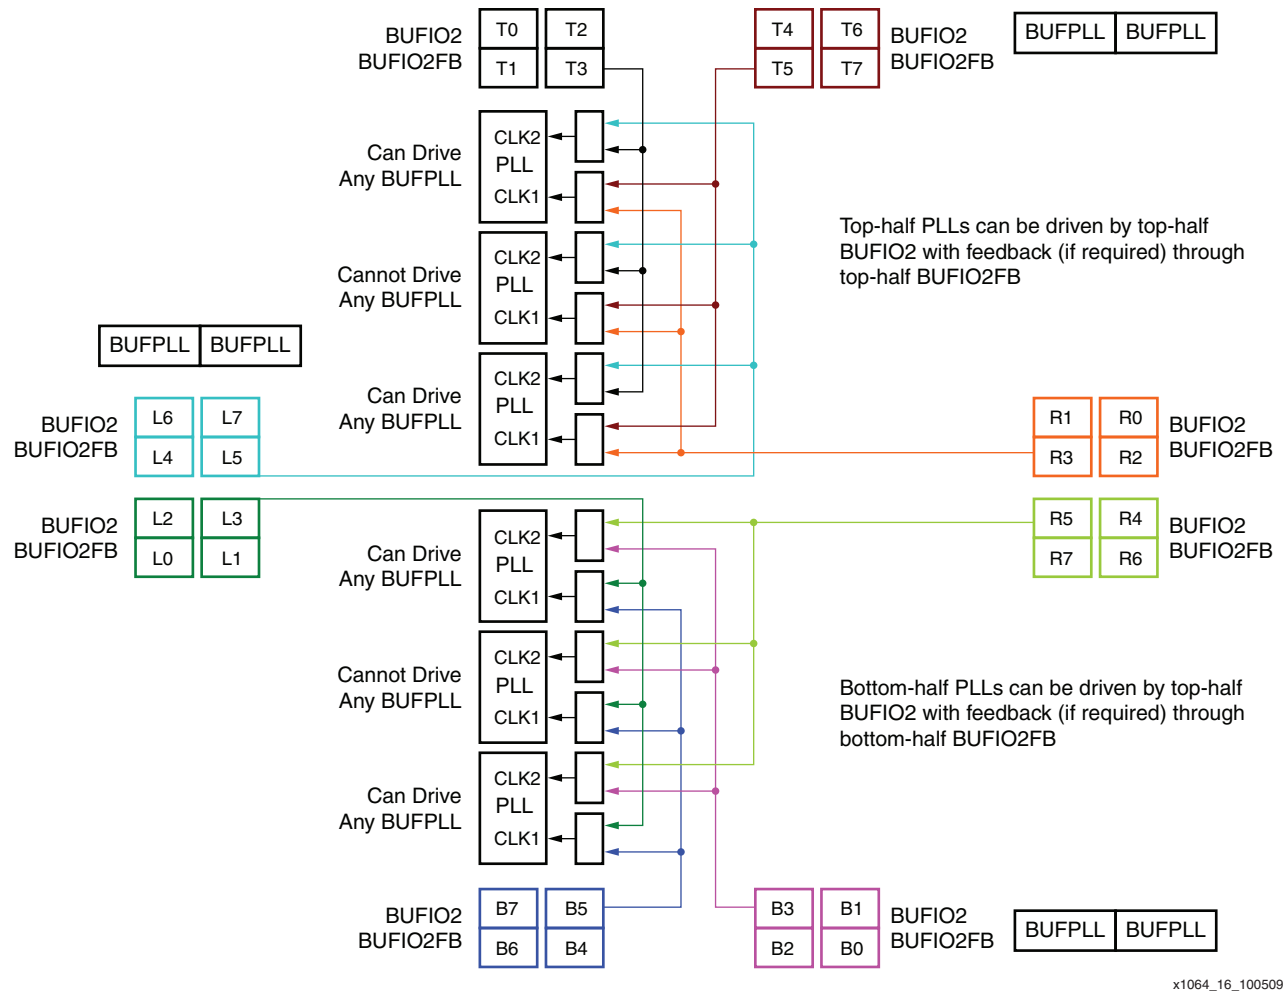 BUFIO2
BUFIO2FB
T0 T2
T1 T3
T4 T6
T5 T7
BUFIO2
BUFIO2FB
BUFPLL BUFPLL
Can Drive
Any BUFPLL
CLK2
PLL
CLK1
Cannot Drive
Any BUFPLL
CLK2
PLL
CLK1
Can Drive
Any BUFPLL
CLK2
PLL
CLK1
Top-half PLLs can be driven by top-half
BUFIO2 with feedback (if required) through
top-half BUFIO2FB
BUFPLL BUFPLL
BUFIO2
BUFIO2FB
L6 L7
L4 L5
R1 R0
R3 R2
BUFIO2
BUFIO2FB
BUFIO2
BUFIO2FB
L2 L3
L0 L1
R5 R4
R7 R6
BUFIO2
BUFIO2FB
Can Drive
Any BUFPLL
CLK2
PLL
CLK1
Cannot Drive
Any BUFPLL
CLK2
PLL
CLK1
Can Drive
Any BUFPLL
CLK2
PLL
CLK1
Bottom-half PLLs can be driven by top-half
BUFIO2 with feedback (if required) through
bottom-half BUFIO2FB
BUFIO2
BUFIO2FB
B7 B5
B6 B4
B3 B1
B2 B0
BUFIO2
BUFIO2FB
BUFPLL BUFPLL
x1064_16_100509